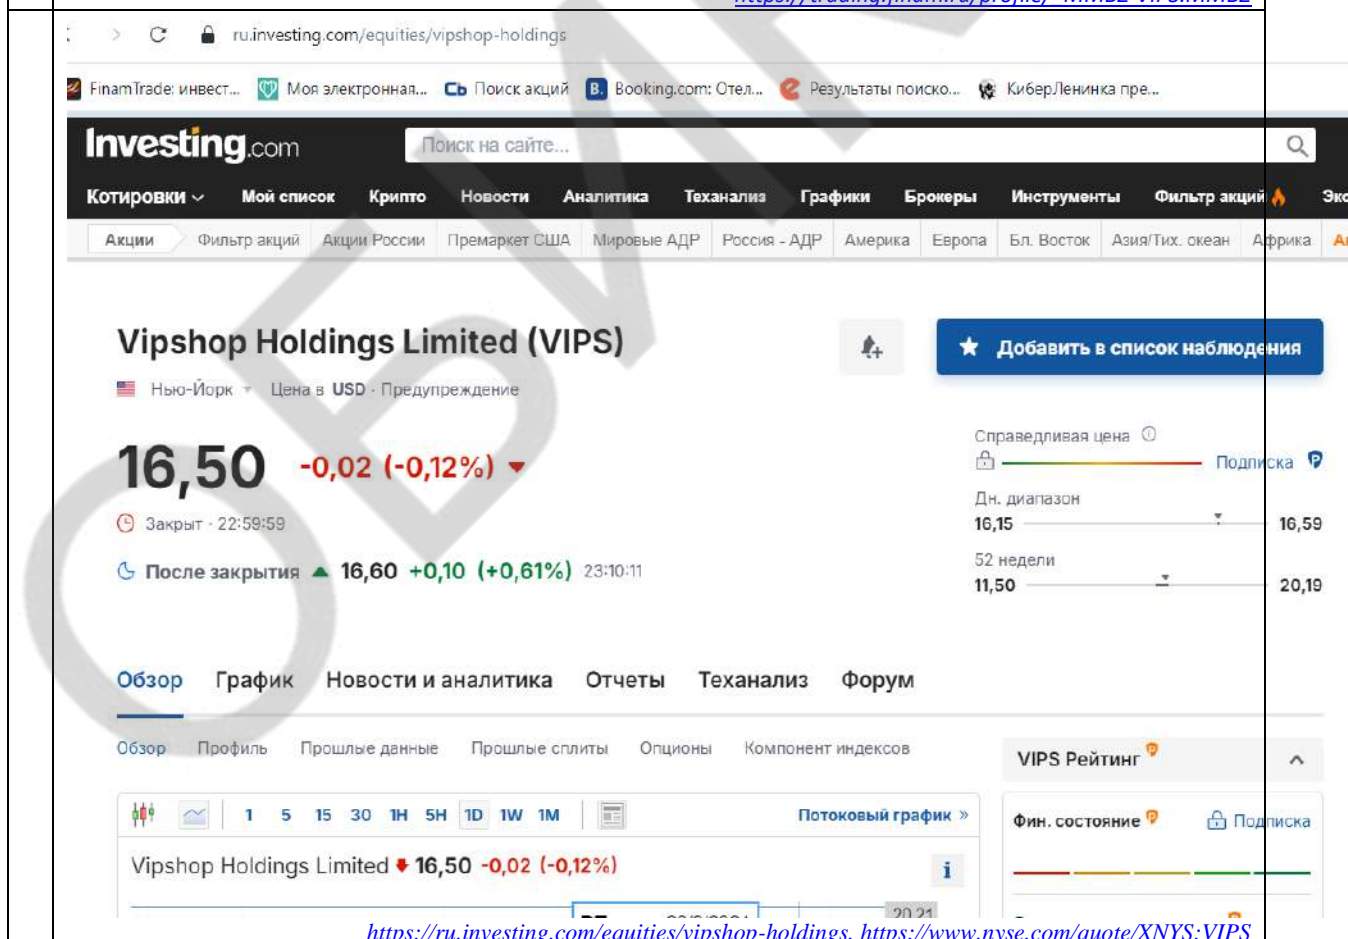 ru.investing.com/equities/vipshop-holdings
FinamTrade: инвест... Моя электронная... Сь Поиск акций B. Booking.com: Отел... Результаты поиско... КиберЛенинка пре...
Investing.com Поиск на сайте...
Котировки Мой список Крипто Новости Аналитика Теханализ Графики Брокеры Инструменты Фильтр акций Эко
Акции Фильтр акций Акции России Премаркет США Мировые АДР Россия - АДР Америка Европа Бл. Восток Азия/Тих. океан Африка
Vipshop Holdings Limited (VIPS)
Добавить в список наблюдения
Нью-Йорк Цена в USD · Предупреждение
Справедливая цена
16,50 -0,02 (-0,12%)
Подписка
Дн. диапазон
16,15 16,59
Закрыт · 22:59:59
52 недели
11,50 20,19
После закрытия 16,60 +0,10 (+0,61%) 23:10:11
Обзор График Новости и аналитика Отчеты Теханализ Форум
Обзор Профиль Прошлые данные Прошлые сплиты Опционы Компонент индексов
VIPS Рейтинг
1 5 15 30 1H 5H 1D 1W 1M Потоковый график »
Фин. состояние Подписка
Vipshop Holdings Limited 16,50 -0,02 (-0,12%)
20,21
https://ru.investing.com/equities/vipshop-holdings, https://www.nyse.com/quote/XNYS:VIPS